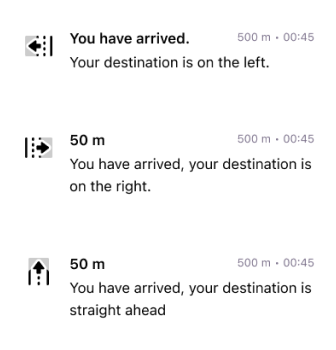 You have arrived. 500 m · 00:45
Your destination is on the left.
50 m 500 m · 00:45
You have arrived, your destination is
on the right.
50 m 500 m · 00:45
You have arrived, your destination is
straight ahead